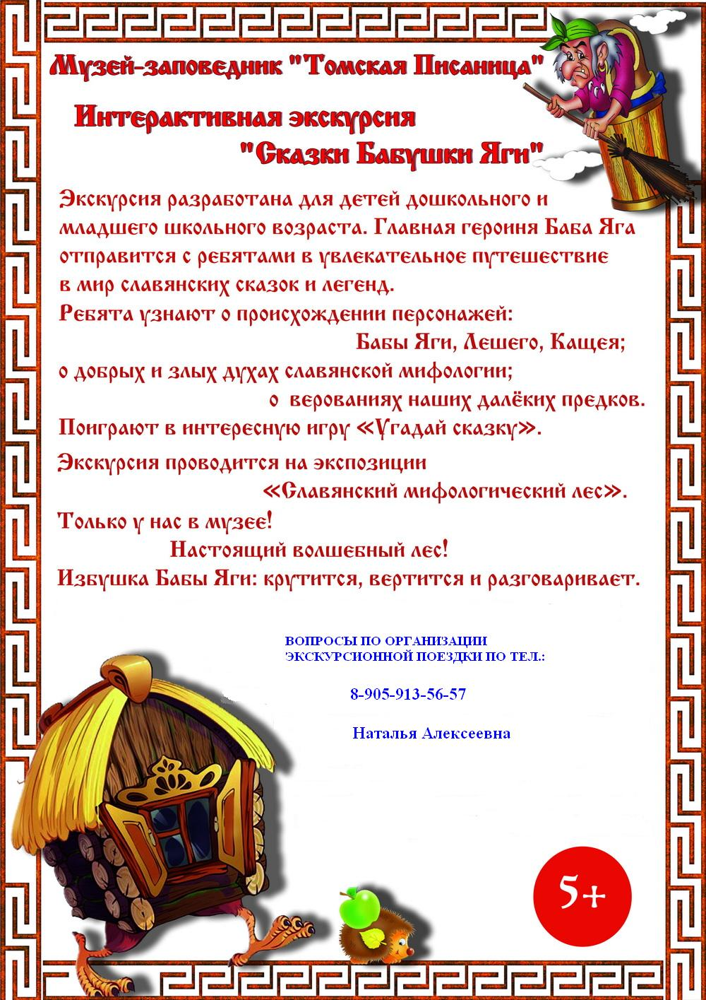 Музей-заповедник "Томская Писаница"
Интерактивная экскурсия
"Сказки Бабушки Яги"
Экскурсия разработана для детей дошкольного и
младшего школьного возраста. Главная героиня Баба Яга
отправится с ребятами в увлекательное путешествие
в мир славянских сказок и легенд.
Ребята узнают о происхождении персонажей:
Бабы Яги, Лешего, Кащея;
о добрых и злых духах славянской мифологии;
о верованиях наших далёких предков.
Поиграют в интересную игру «Угадай сказку».
Экскурсия проводится на экспозиции
«Славянский мифологический лес».
Только у нас в музее!
Настоящий волшебный лес!
Избушка Бабы Яги: крутится, вертится и разговаривает.
ВОПРОСЫ ПО ОРГАНИЗАЦИИ
ЭКСКУРСИОННОЙ ПОЕЗДКИ ПО ТЕЛ.:
8-905-913-56-57
Наталья Алексеевна
5+